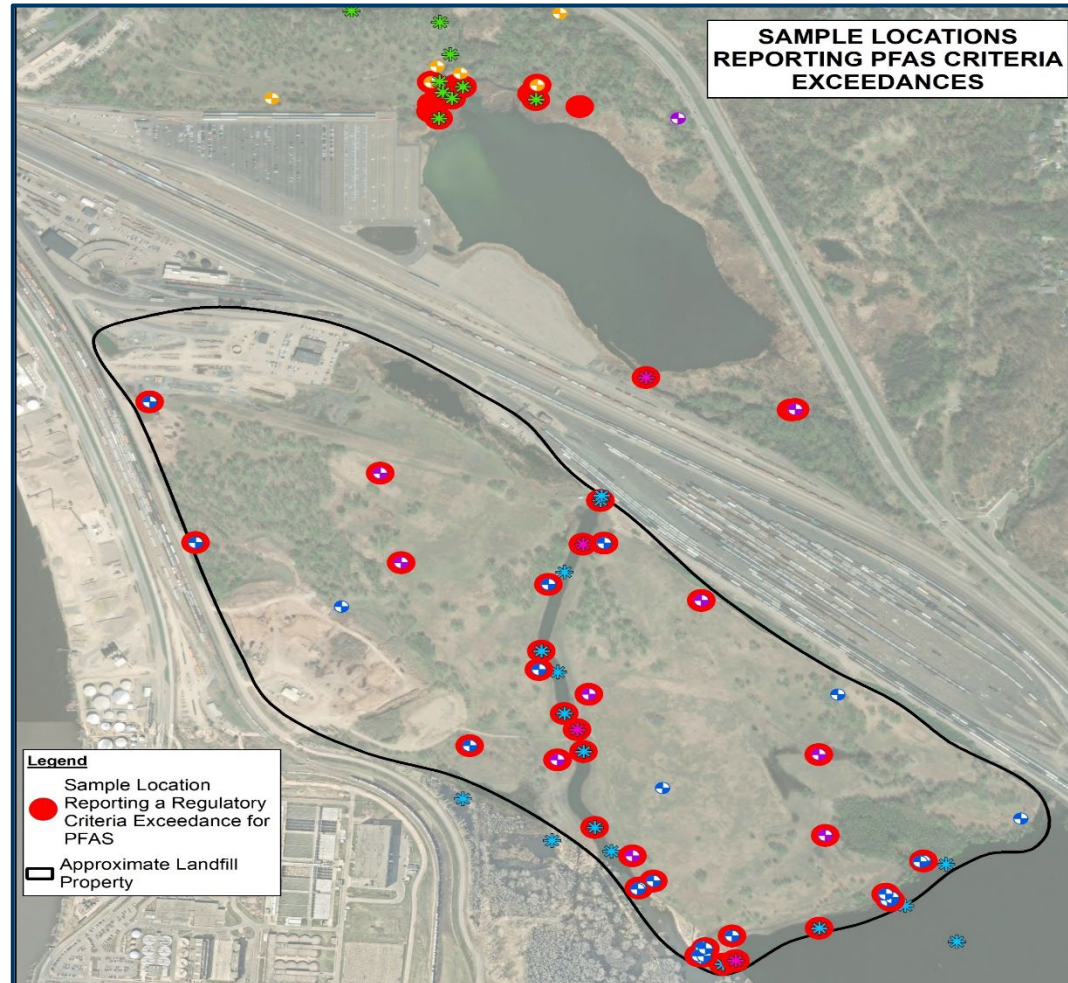 SAMPLE LOCATIONS
REPORTING PFAS CRITERIA
EXCEEDANCES
Legend
Sample Location
Reporting a Regulatory
Criteria Exceedance for
PFAS
Approximate Landfill
Property